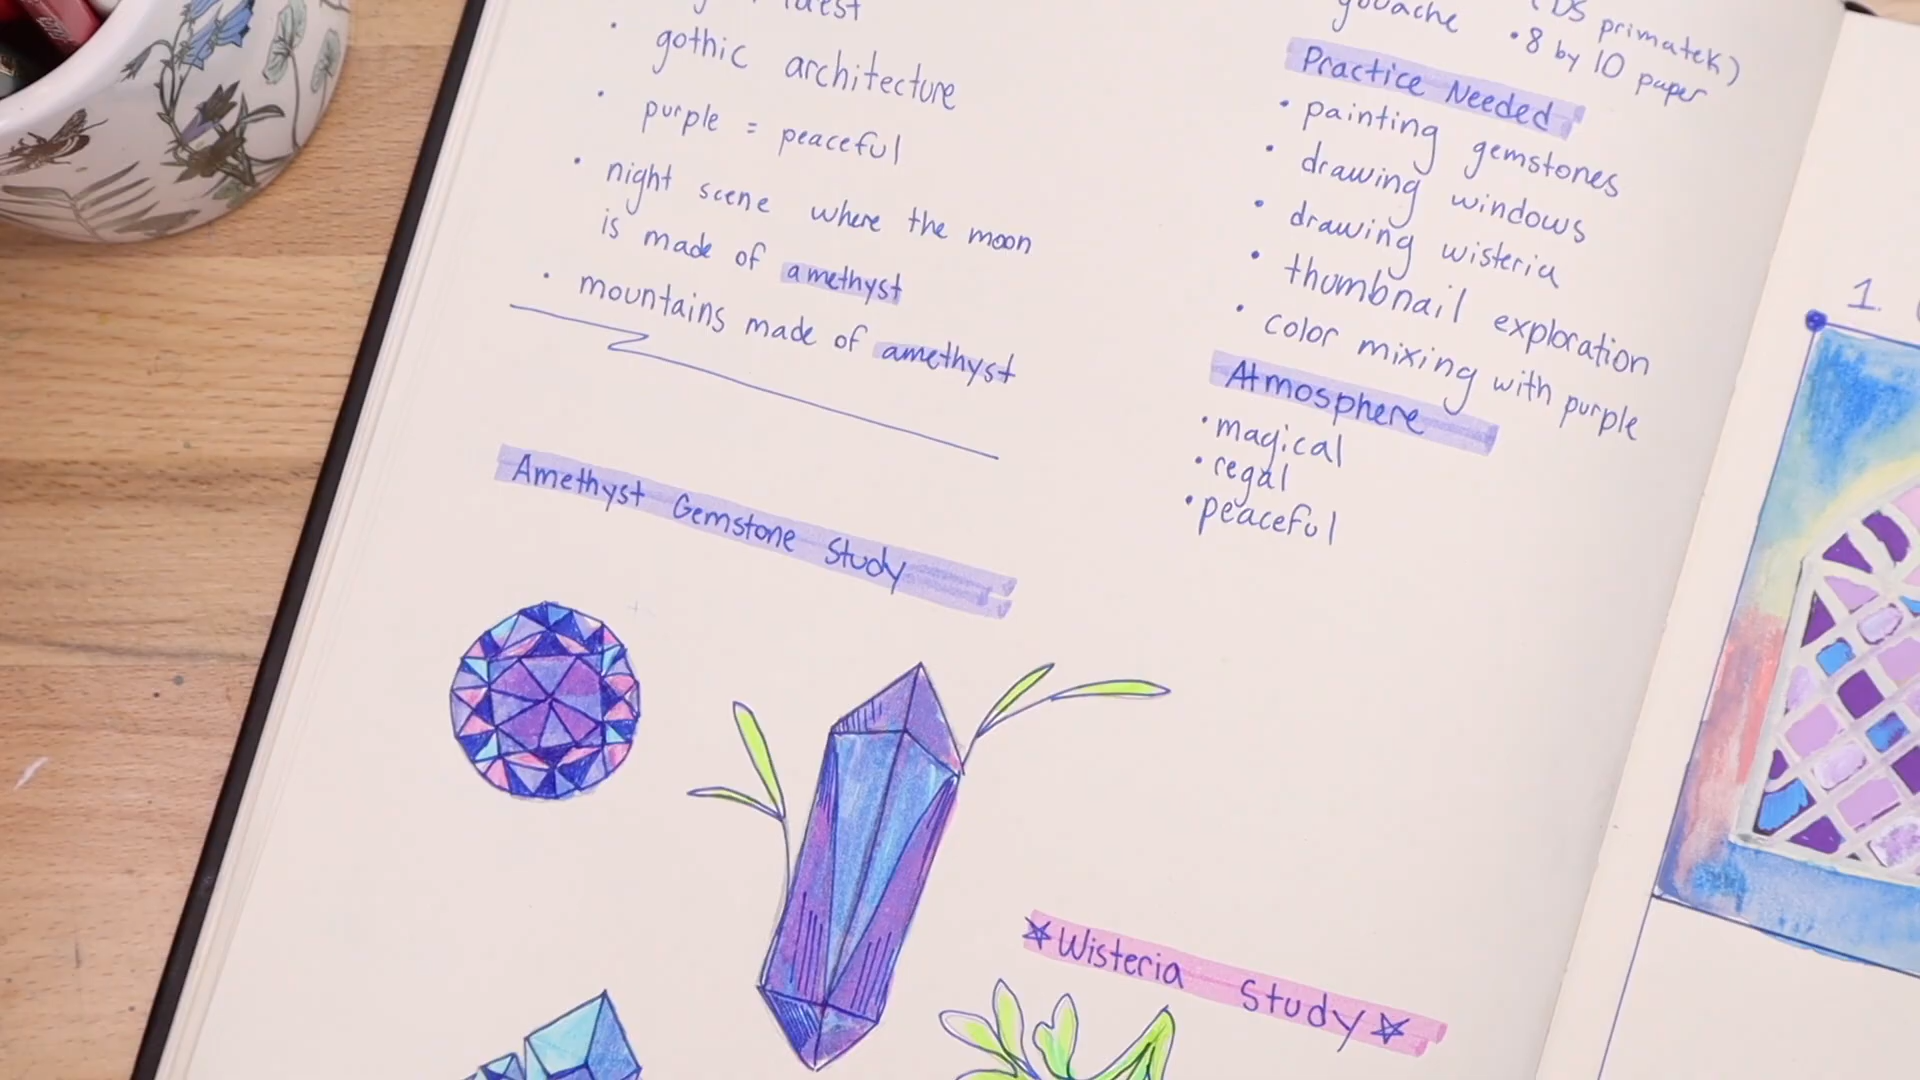 gothic architecture
purple = peaceful
night scene where the moon
is made of amethyst
mountains made of amethyst
Amethyst Gemstone Study
gouache
(DS primatek)
8 by 10 paper
Practice Needed
painting gemstones
drawing windows
drawing wisteria
thumbnail exploration
color mixing with purple
Atmosphere
magical
regal
peaceful
Wisteria Study
1.